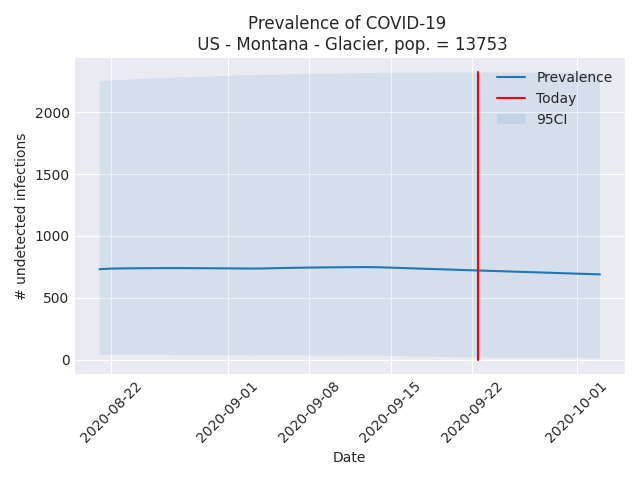 Prevalence of COVID-19
US - Montana - Glacier, pop. = 13753
Prevalence
Today
95CI
# undetected infections
2000
1500
1000
500
0
2020-08-22
2020-09-01
2020-09-08
2020-09-15
2020-09-22
2020-10-01
Date